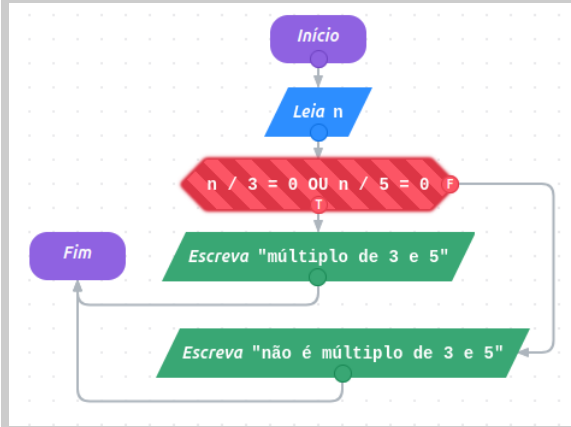 Início
Leia n
n / 3 = 0 OU n / 5 = 0
F
T
Escreva "múltiplo de 3 e 5"
Fim
Escreva "não é múltiplo de 3 e 5"